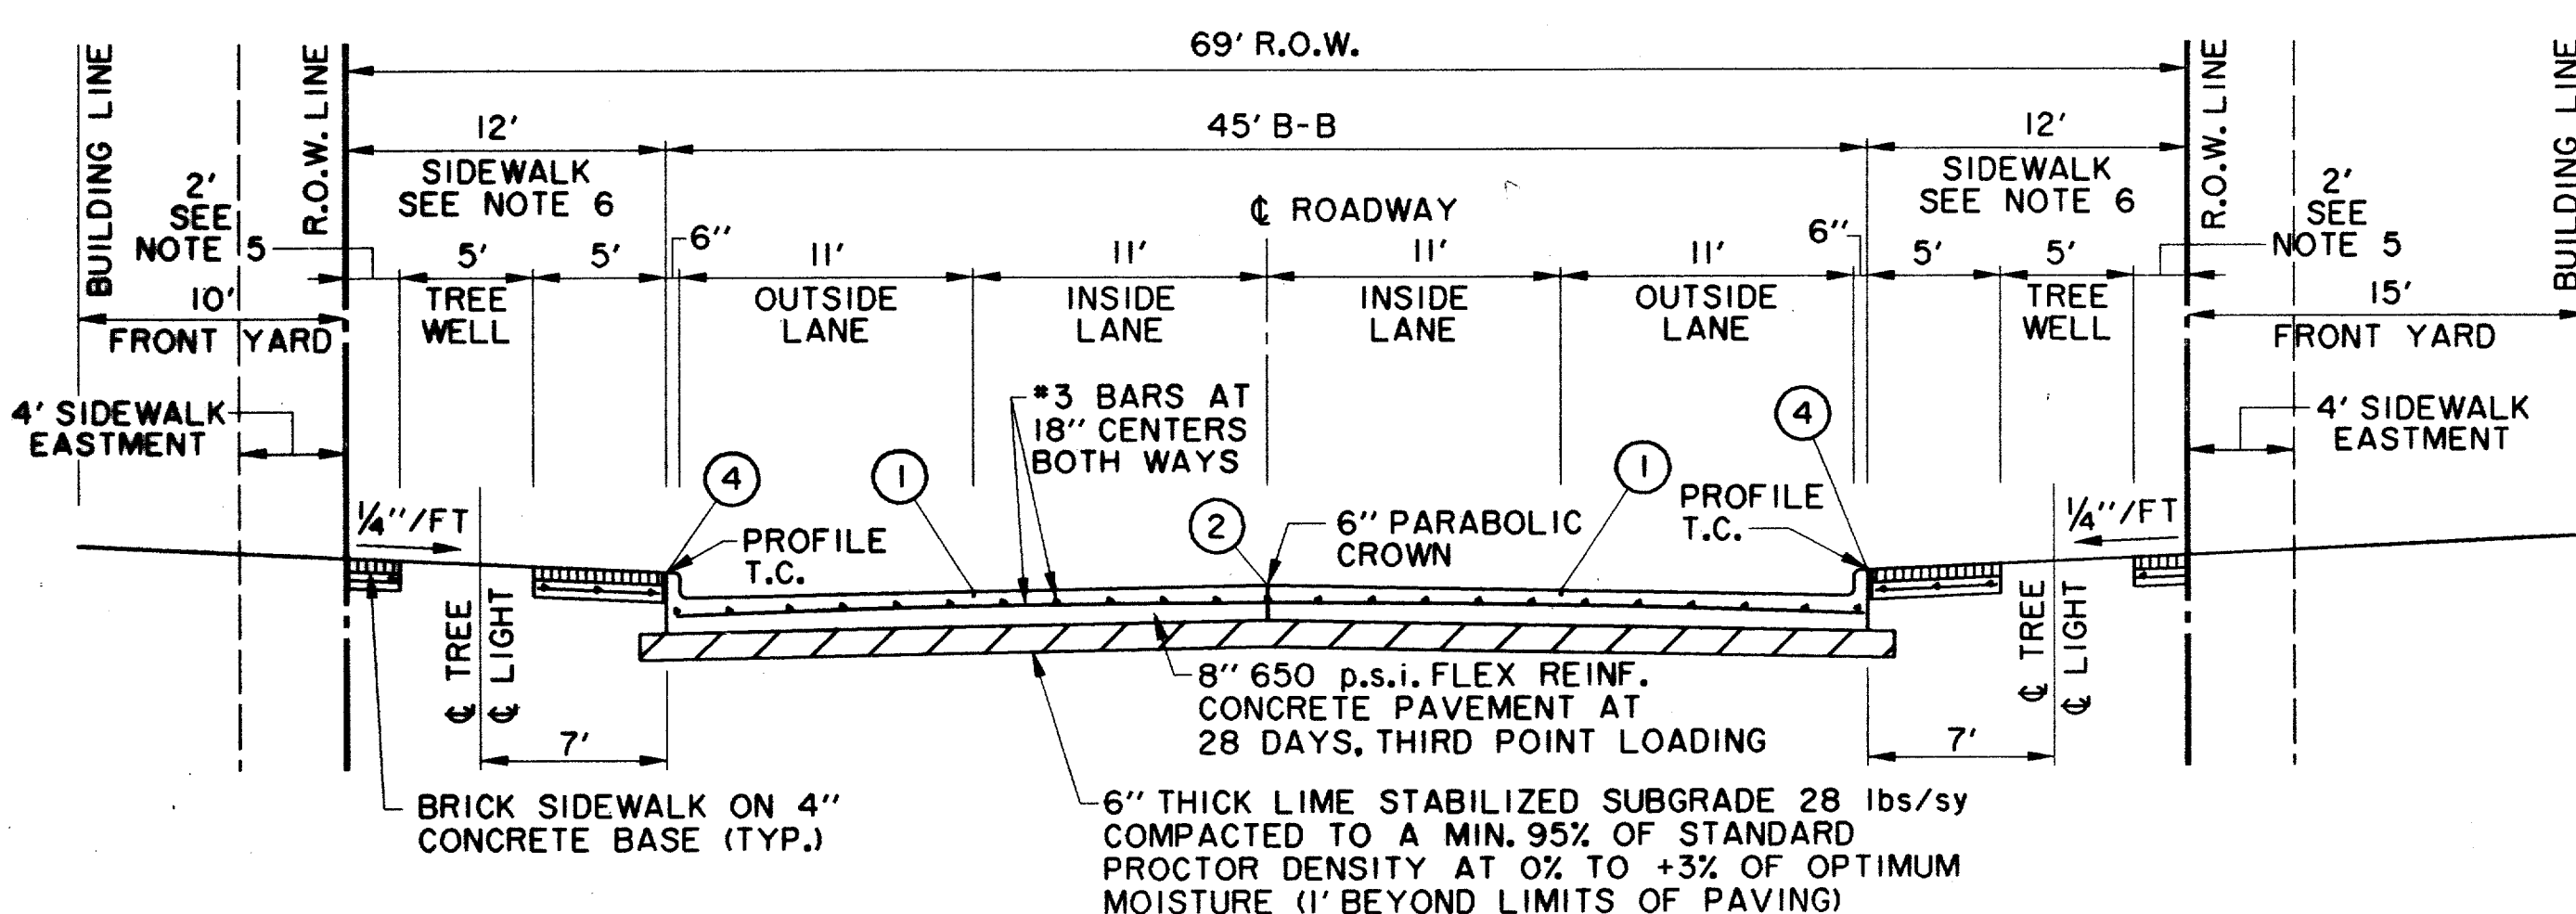 69' R.O.W.
BUILDING LINE
R.O.W. LINE
R.O.W. LINE
BUILDING LINE
12'
45' B-B
12'
SIDEWALK
SEE NOTE 6
SIDEWALK
SEE NOTE 6
2'
SEE
NOTE 5
2'
SEE
NOTE 5
℄ ROADWAY
6"
6"
5'
5'
11'
11'
11'
11'
5'
5'
TREE
WELL
OUTSIDE
LANE
INSIDE
LANE
INSIDE
LANE
OUTSIDE
LANE
TREE
WELL
10'
FRONT YARD
15'
FRONT YARD
4' SIDEWALK
EASTMENT
4' SIDEWALK
EASTMENT
#3 BARS AT
18" CENTERS
BOTH WAYS
4
1
4
1
2
1/4"/FT
PROFILE
T.C.
6" PARABOLIC
CROWN
PROFILE
T.C.
1/4"/FT
℄ TREE
℄ LIGHT
℄ TREE
℄ LIGHT
7'
7'
8" 650 p.s.i. FLEX REINF.
CONCRETE PAVEMENT AT
28 DAYS, THIRD POINT LOADING
BRICK SIDEWALK ON 4"
CONCRETE BASE (TYP.)
6" THICK LIME STABILIZED SUBGRADE 28 lbs/sy
COMPACTED TO A MIN. 95% OF STANDARD
PROCTOR DENSITY AT 0% TO +3% OF OPTIMUM
MOISTURE (1' BEYOND LIMITS OF PAVING)